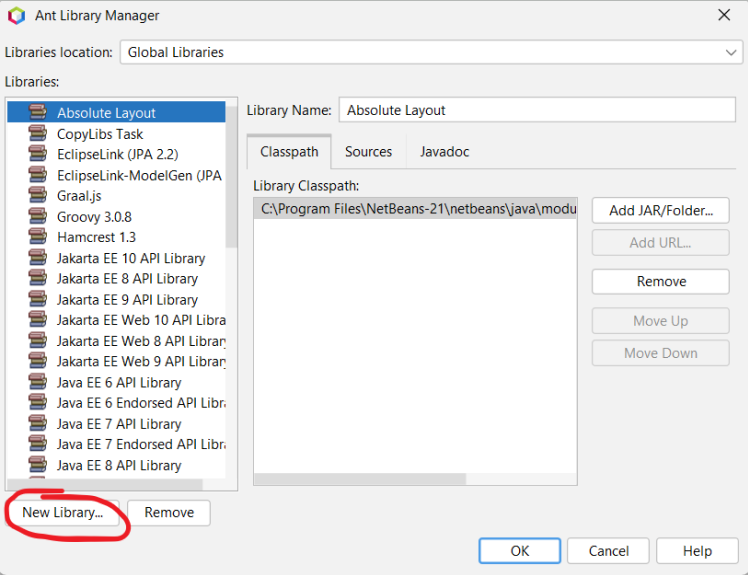 Ant Library Manager
Libraries location: Global Libraries
Libraries:
Absolute Layout
CopyLibs Task
EclipseLink (JPA 2.2)
EclipseLink-ModelGen (JPA
Graal.js
Groovy 3.0.8
Hamcrest 1.3
Jakarta EE 10 API Library
Jakarta EE 8 API Library
Jakarta EE 9 API Library
Jakarta EE Web 10 API Libra
Jakarta EE Web 8 API Library
Jakarta EE Web 9 API Library
Java EE 6 API Library
Java EE 6 Endorsed API Libra
Java EE 7 API Library
Java EE 7 Endorsed API Libra
Java EE 8 API Library
New Library...
Remove
Library Name: Absolute Layout
Classpath
Sources
Javadoc
Library Classpath:
C:\Program Files\NetBeans-21\netbeans\java\modu
Add JAR/Folder...
Add URL...
Remove
Move Up
Move Down
OK
Cancel
Help